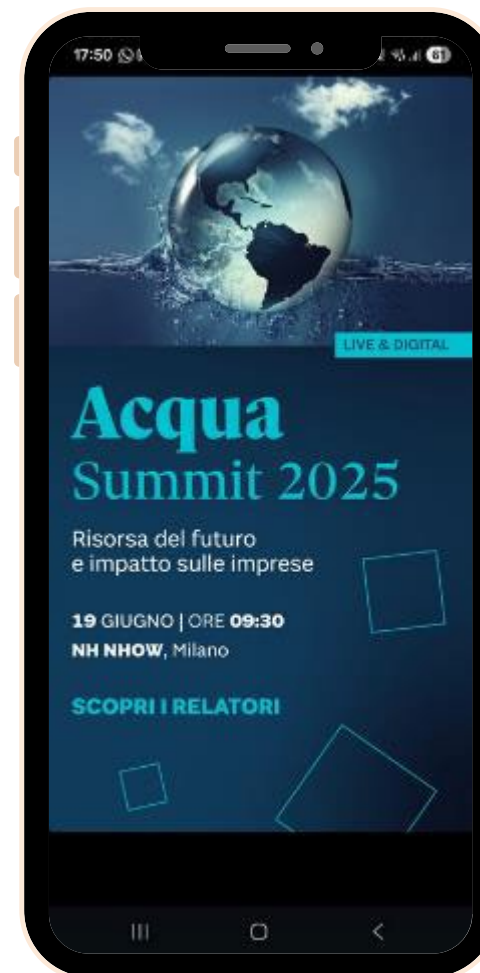 17:50
61
LIVE & DIGITAL
Acqua
Summit 2025
Risorsa del futuro
e impatto sulle imprese
19 GIUGNO | ORE 09:30
NH NHOW, Milano
SCOPRI I RELATORI